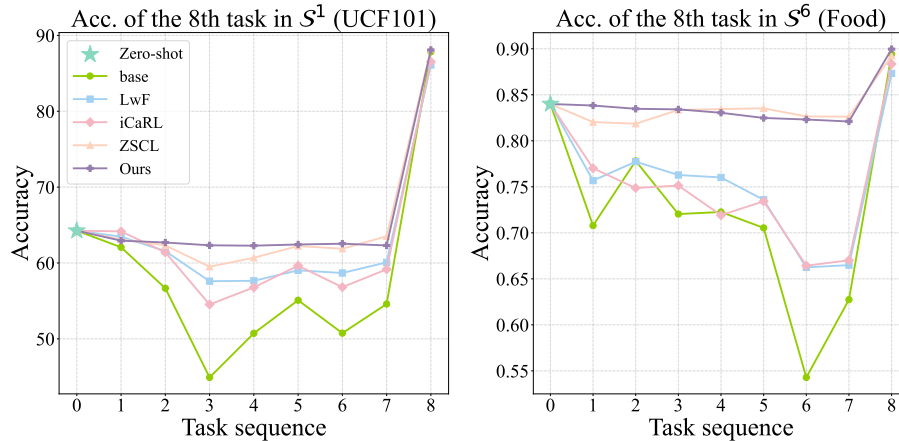 Acc. of the 8th task in S^1 (UCF101)
90
80
70
60
50
Accuracy
Zero-shot
base
LwF
iCaRL
ZSCL
Ours
0 1 2 3 4 5 6 7 8
Task sequence
Acc. of the 8th task in S^6 (Food)
0.90
0.85
0.80
0.75
0.70
0.65
0.60
0.55
Accuracy
0 1 2 3 4 5 6 7 8
Task sequence